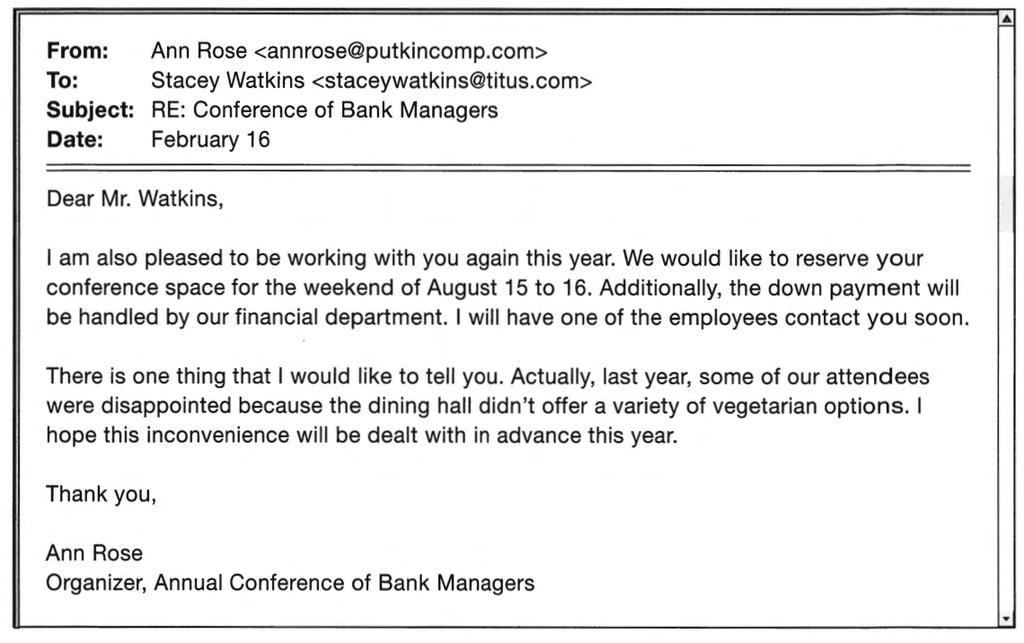 From: Ann Rose <annrose@putkincomp.com>
To: Stacey Watkins <staceywatkins@titus.com>
Subject: RE: Conference of Bank Managers
Date: February 16
Dear Mr. Watkins,
I am also pleased to be working with you again this year. We would like to reserve your
conference space for the weekend of August 15 to 16. Additionally, the down payment will
be handled by our financial department. I will have one of the employees contact you soon.
There is one thing that I would like to tell you. Actually, last year, some of our attendees
were disappointed because the dining hall didn't offer a variety of vegetarian options. I
hope this inconvenience will be dealt with in advance this year.
Thank you,
Ann Rose
Organizer, Annual Conference of Bank Managers